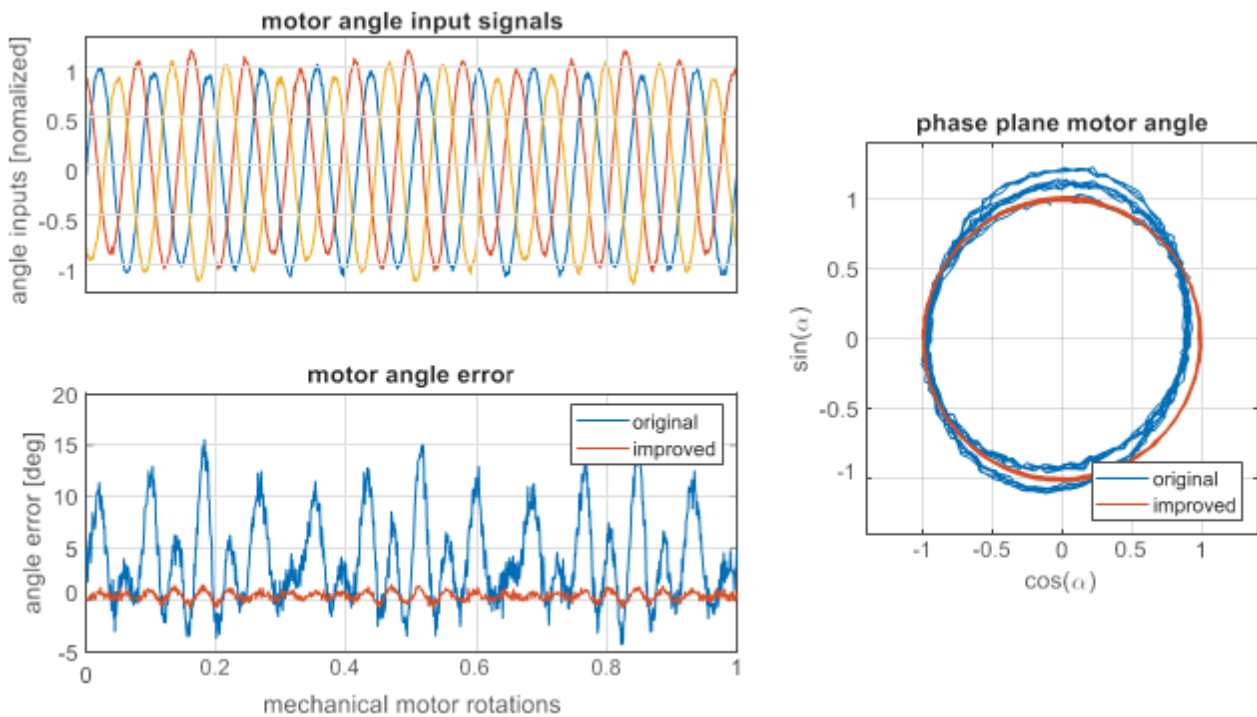 motor angle input signals
angle inputs [nomalized]
1
0.5
0
-0.5
-1
motor angle error
angle error [deg]
20
15
10
5
0
-5
original
improved
0
0.2
0.4
0.6
0.8
1
mechanical motor rotations
phase plane motor angle
sin(α)
1
0.5
0
-0.5
-1
original
improved
-1
-0.5
0
0.5
1
cos(α)